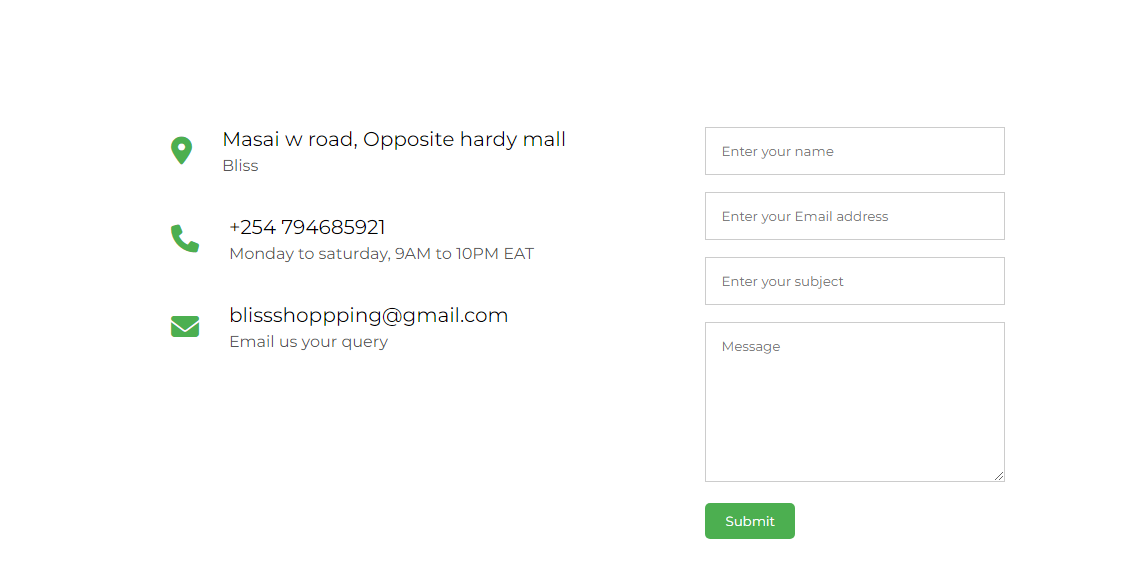 Masai w road, Opposite hardy mall
Bliss
+254 794685921
Monday to saturday, 9AM to 10PM EAT
blissshoppping@gmail.com
Email us your query
Enter your name
Enter your Email address
Enter your subject
Message
Submit